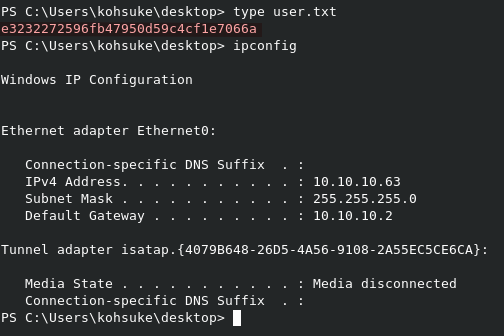 PS C:\Users\kohsuke\desktop> type user.txt
e3232272596fb47950d59c4cf1e7066a
PS C:\Users\kohsuke\desktop> ipconfig
Windows IP Configuration
Ethernet adapter Ethernet0:
Connection-specific DNS Suffix  . :
IPv4 Address. . . . . . . . . . . : 10.10.10.63
Subnet Mask . . . . . . . . . . . : 255.255.255.0
Default Gateway . . . . . . . . . : 10.10.10.2
Tunnel adapter isatap.{4079B648-26D5-4A56-9108-2A55EC5CE6CA}:
Media State . . . . . . . . . . . : Media disconnected
Connection-specific DNS Suffix  . :
PS C:\Users\kohsuke\desktop>